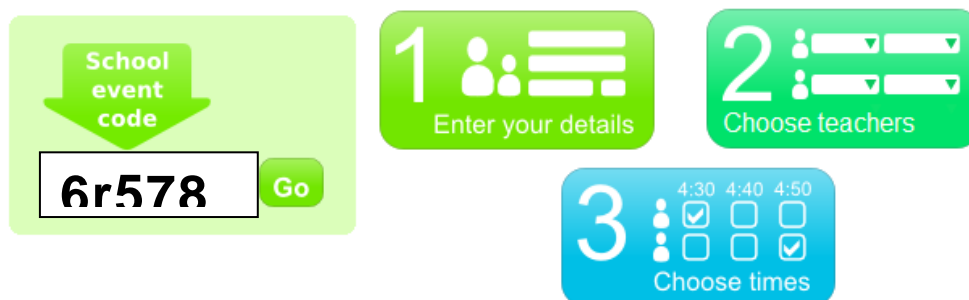 School
event
code
6r578
Go
1
Enter your details
2
Choose teachers
3
4:30 4:40 4:50
Choose times